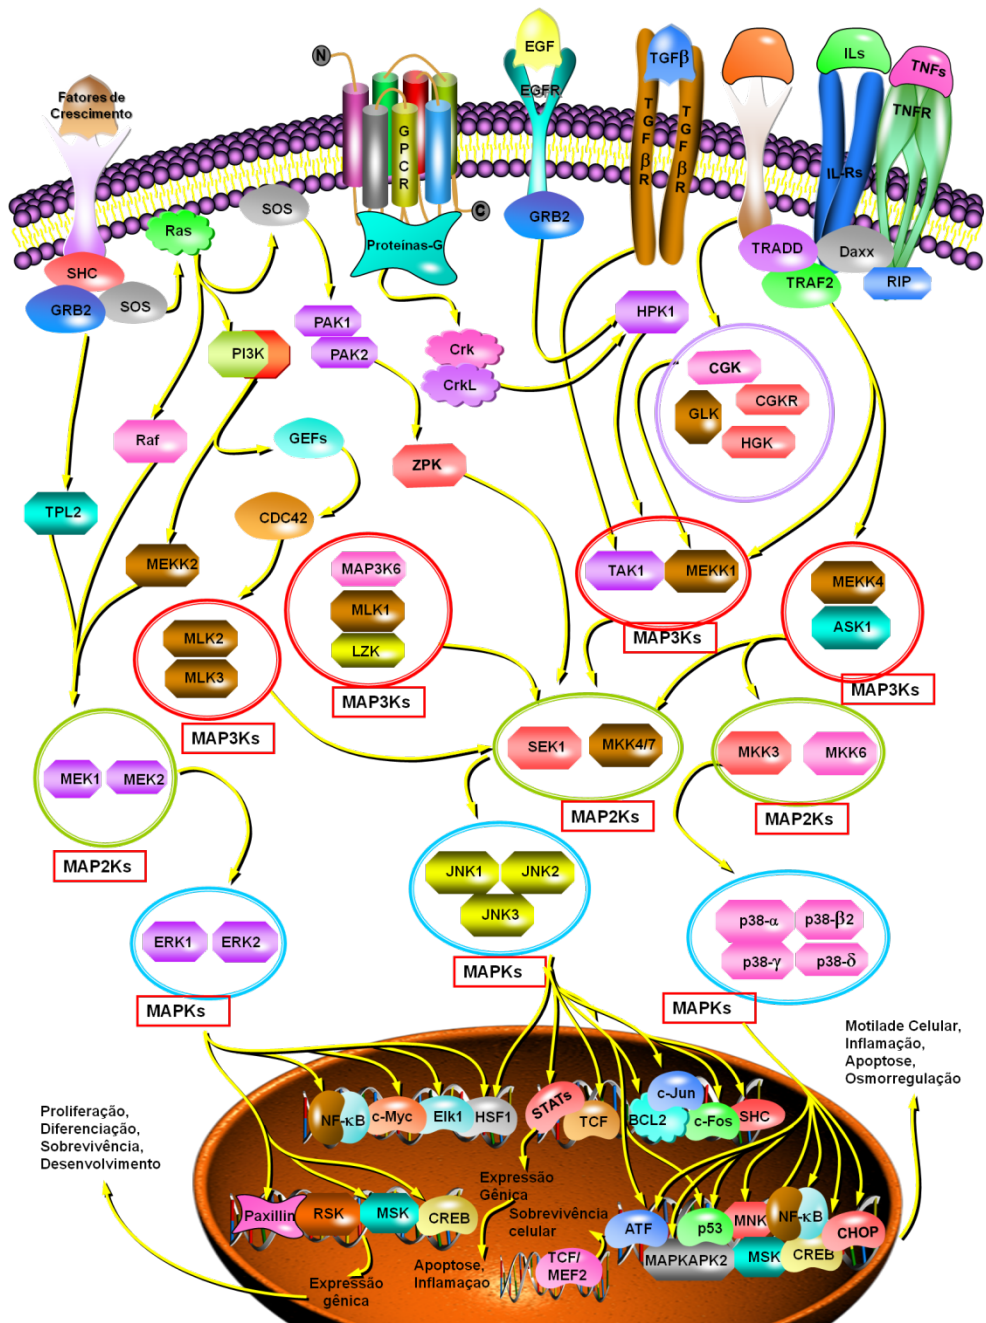 Fatores de
Crescimento
N
GPCR
C
EGF
EGFR
TGFβ
TGFβR
TGFβR
ILs
IL-Rs
TNFs
TNFR
Ras
SOS
Proteínas-G
GRB2
TRADD
Daxx
TRAF2
RIP
SHC
GRB2
SOS
PAK1
PAK2
HPK1
Crk
CrkL
PI3K
CGK
CGKR
GLK
HGK
Raf
GEFs
ZPK
TPL2
CDC42
MEKK2
MAP3K6
MLK1
LZK
TAK1
MEKK1
MEKK4
ASK1
MLK2
MLK3
MAP3Ks
MAP3Ks
MAP3Ks
MAP3Ks
SEK1
MKK4/7
MKK3
MKK6
MEK1
MEK2
MAP2Ks
MAP2Ks
MAP2Ks
JNK1
JNK2
JNK3
ERK1
ERK2
p38-α
p38-β2
p38-γ
p38-δ
MAPKs
MAPKs
MAPKs
Motilade Celular,
Inflamação,
Apoptose,
Osmorregulação
Proliferação,
Diferenciação,
Sobrevivência,
Desenvolvimento
NF-κB
c-Myc
Elk1
HSF1
STATs
TCF
BCL2
c-Jun
c-Fos
SHC
Expressão
Gênica
Sobrevivência
celular
Paxilin
RSK
MSK
CREB
ATF
p53
MNK
NF-κB
CHOP
MAPKAPK2
MSK
CREB
Apoptose,
Inflamaçao
TCF/
MEF2
Expressão
gênica